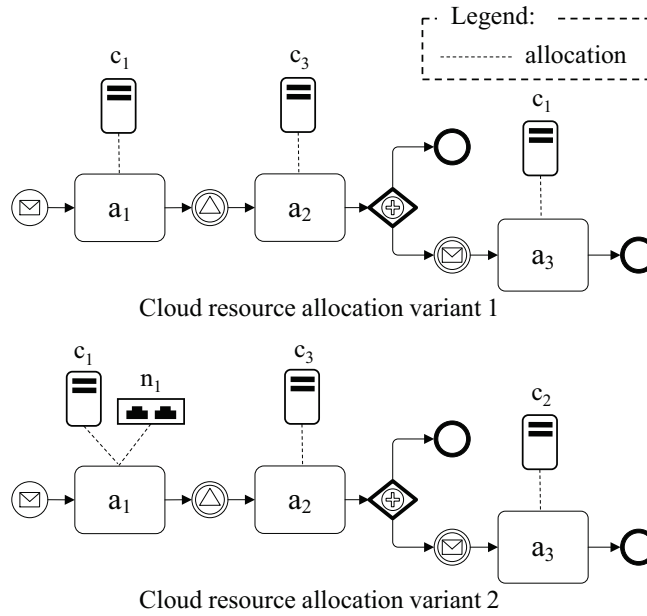 Legend:
allocation
c1
c3
c1
a1
a2
a3
Cloud resource allocation variant 1
c1
n1
c3
c2
a1
a2
a3
Cloud resource allocation variant 2